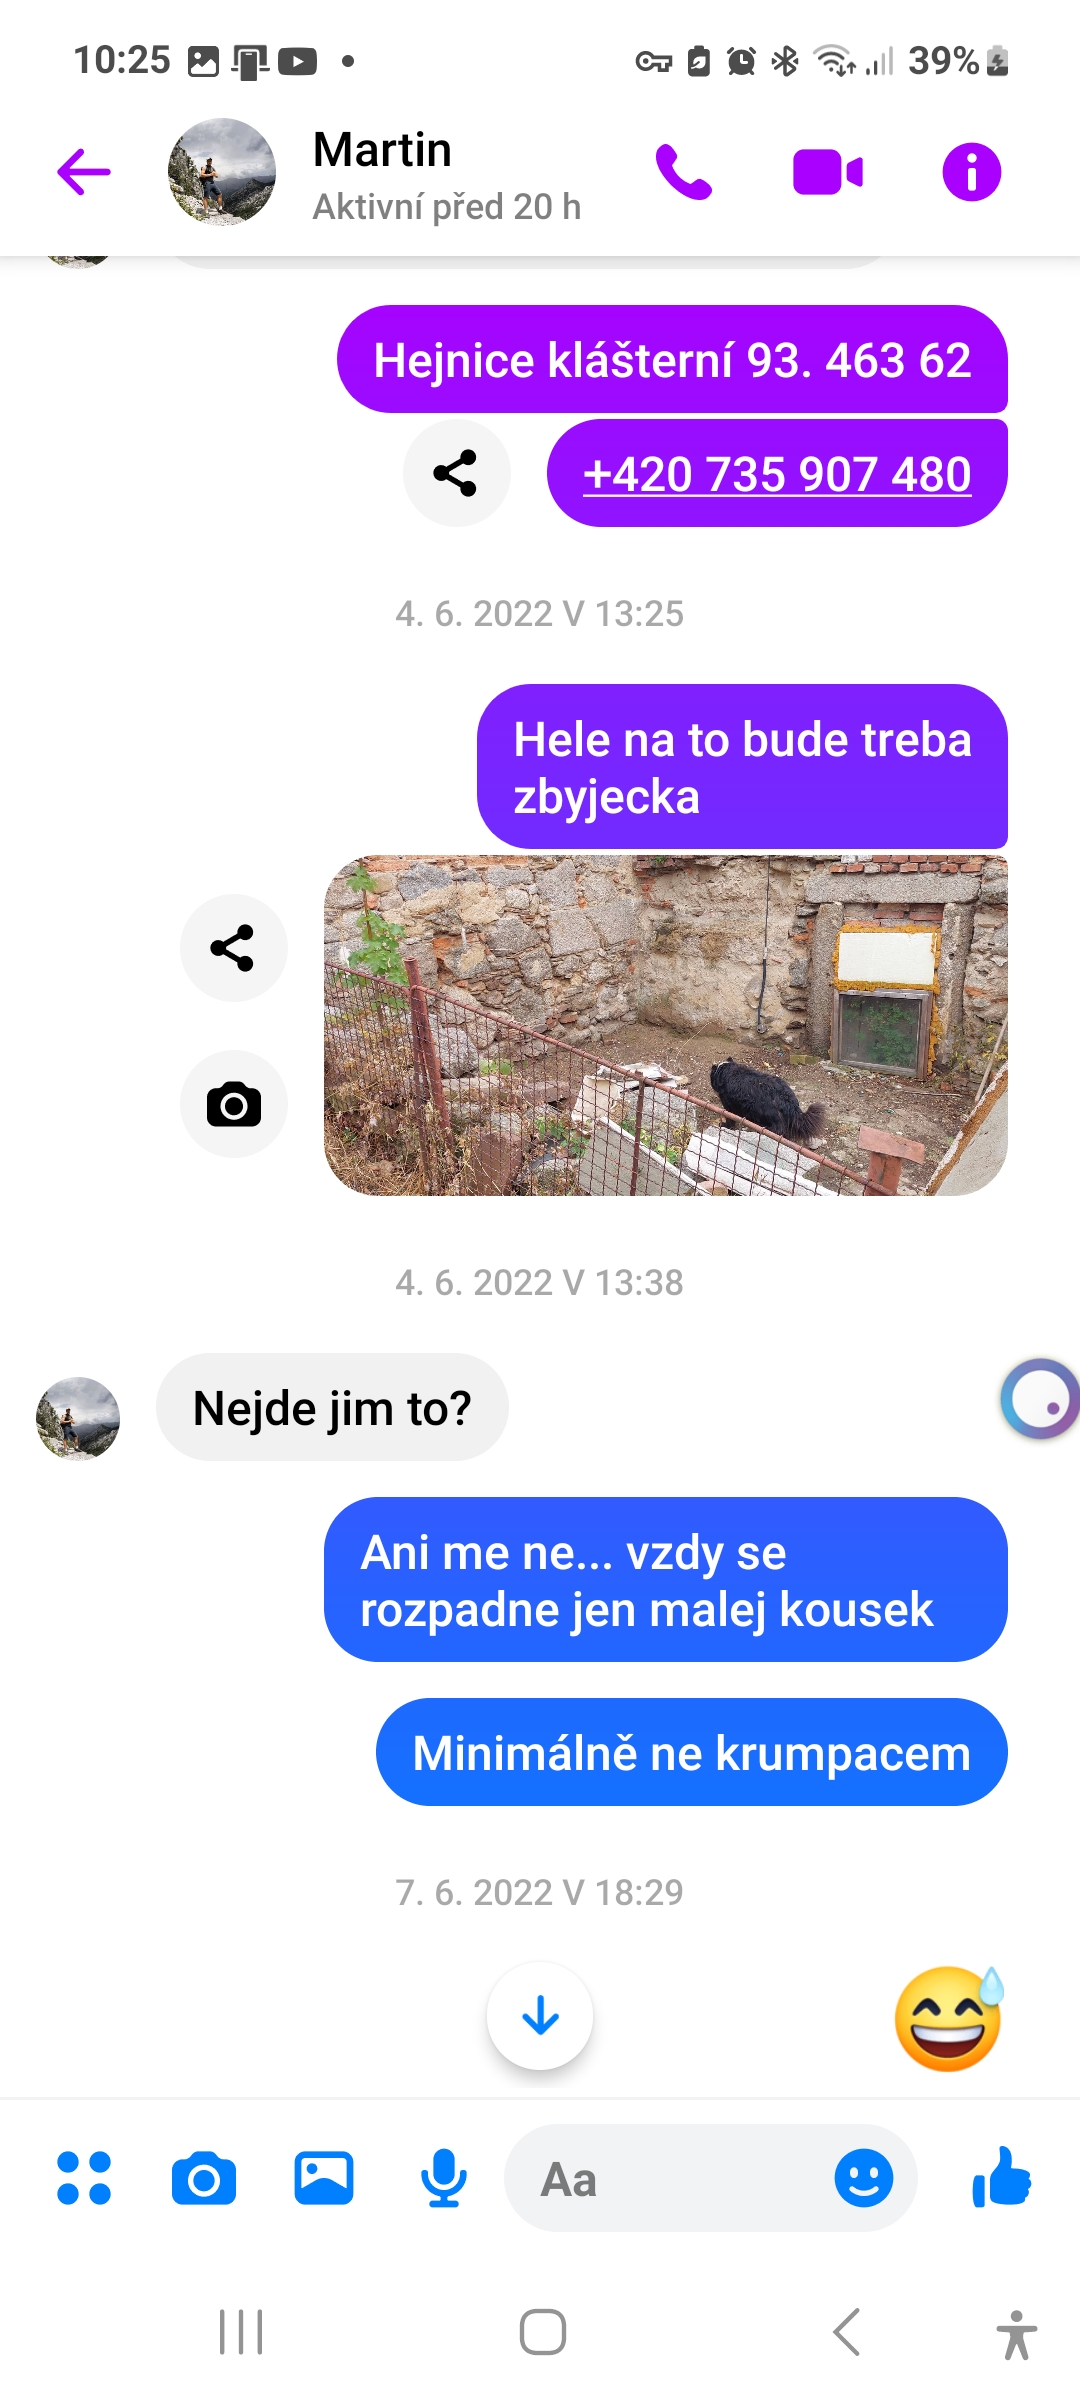 10:25
39%
Martin
Aktivní před 20 h
Hejnice klášterní 93. 463 62
+420 735 907 480
4. 6. 2022 V 13:25
Hele na to bude treba
zbyjecka
4. 6. 2022 V 13:38
Nejde jim to?
Ani me ne... vzdy se
rozpadne jen malej kousek
Minimálně ne krumpacem
7. 6. 2022 V 18:29
Aa